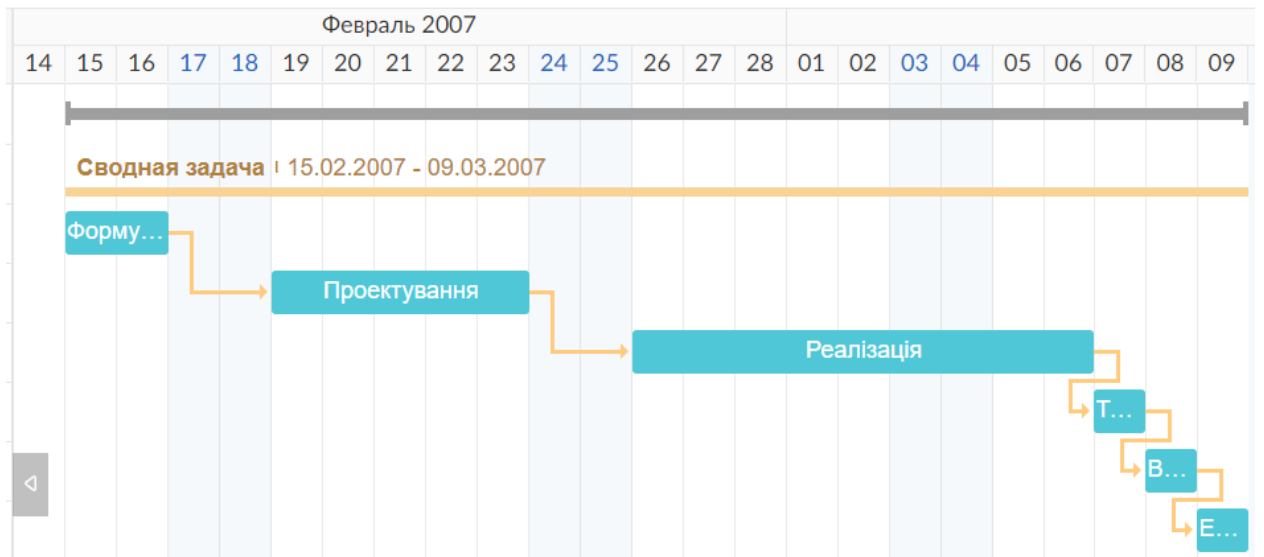 Февраль 2007
14 15 16 17 18 19 20 21 22 23 24 25 26 27 28 01 02 03 04 05 06 07 08 09
Сводная задача 15.02.2007 - 09.03.2007
Форму...
Проектування
Реалізація
Т...
В...
Е...